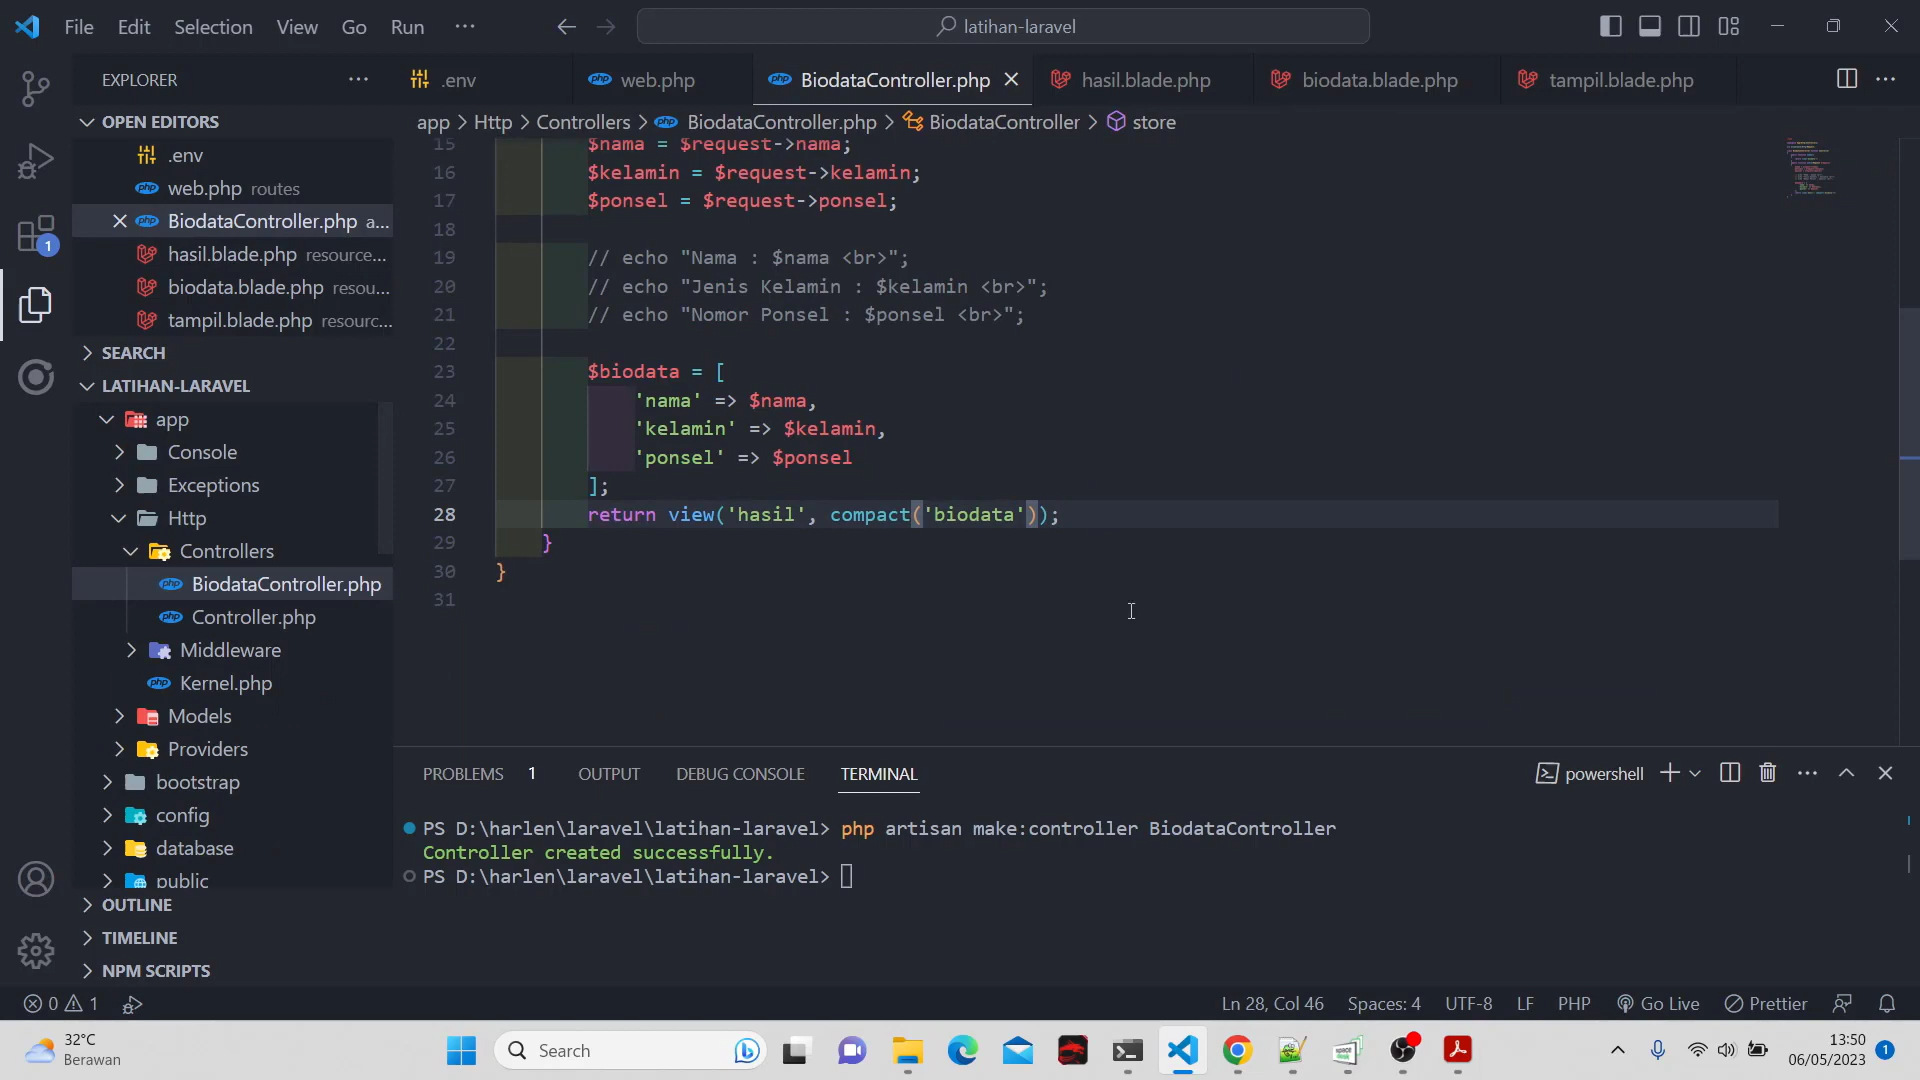 File Edit Selection View Go Run ···
latihan-laravel
EXPLORER ···
.env
web.php
BiodataController.php
hasil.blade.php
biodata.blade.php
tampil.blade.php
OPEN EDITORS
.env
web.php routes
BiodataController.php a...
hasil.blade.php resource...
biodata.blade.php resou...
tampil.blade.php resourc...
SEARCH
LATIHAN-LARAVEL
app
Console
Exceptions
Http
Controllers
BiodataController.php
Controller.php
Middleware
Kernel.php
Models
Providers
bootstrap
config
database
public
OUTLINE
TIMELINE
NPM SCRIPTS
1
app > Http > Controllers > BiodataController.php > BiodataController > store
15 $nama = $request->nama;
16 $kelamin = $request->kelamin;
17 $ponsel = $request->ponsel;
18
19 // echo "Nama : $nama <br>";
20 // echo "Jenis Kelamin : $kelamin <br>";
21 // echo "Nomor Ponsel : $ponsel <br>";
22
23 $biodata = [
24 'nama' => $nama,
25 'kelamin' => $kelamin,
26 'ponsel' => $ponsel
27 ];
28 return view('hasil', compact('biodata'));
29 }
30 }
31
PROBLEMS 1 OUTPUT DEBUG CONSOLE TERMINAL
powershell
PS D:\harlen\laravel\latihan-laravel> php artisan make:controller BiodataController
Controller created successfully.
PS D:\harlen\laravel\latihan-laravel>
0 1
Ln 28, Col 46 Spaces: 4 UTF-8 LF PHP Go Live Prettier
32°C
Berawan
Search
13:50
06/05/2023
1